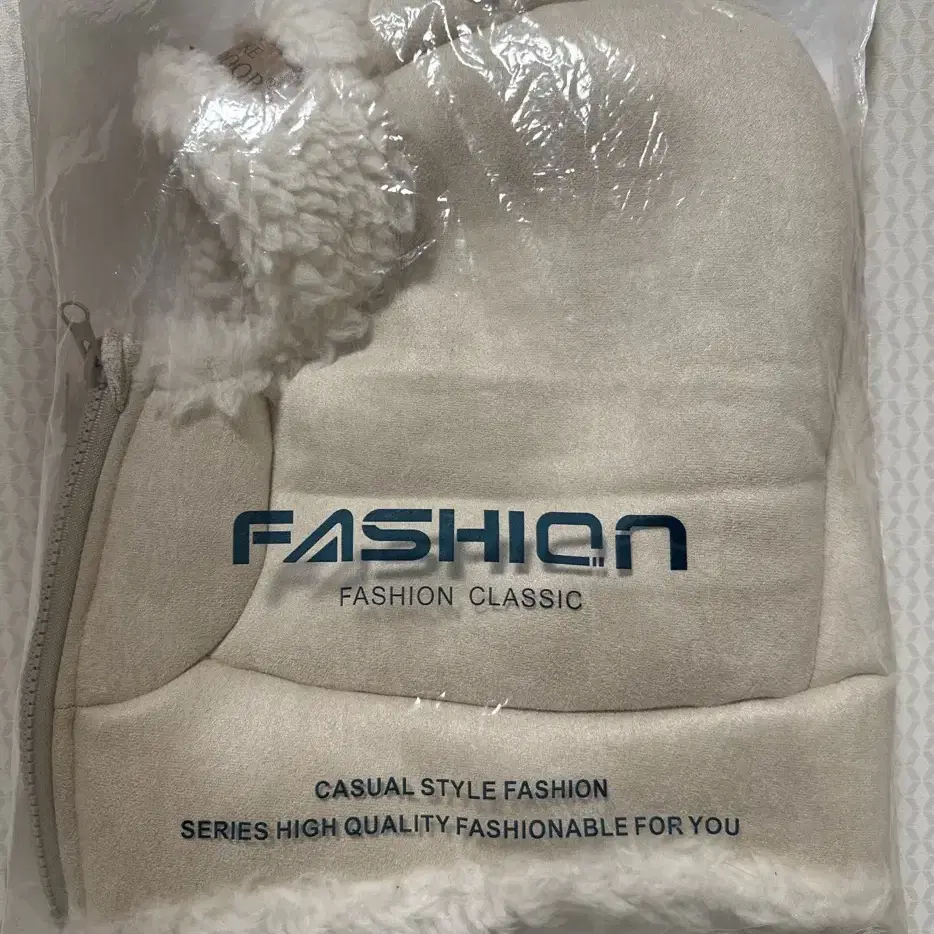 FASHION
FASHION CLASSIC
CASUAL STYLE FASHION
SERIES HIGH QUALITY FASHIONABLE FOR YOU